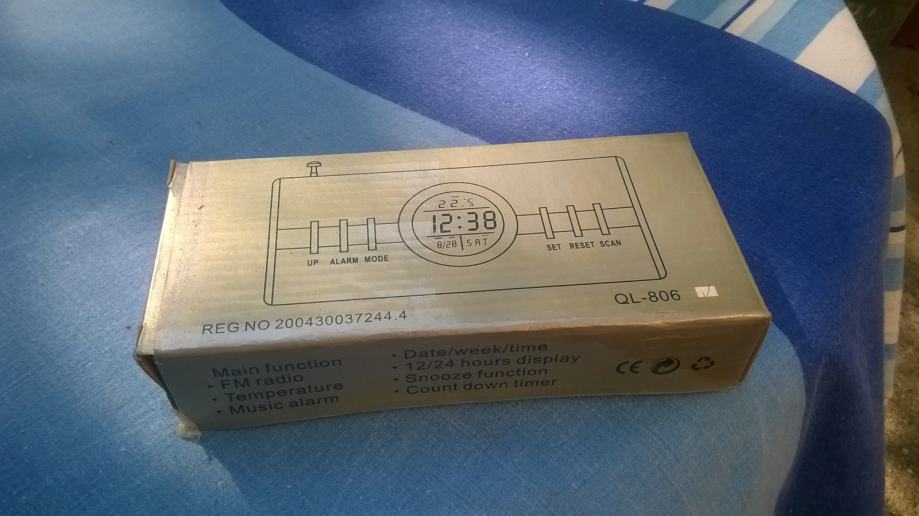 22.5
12:38
8/28 SAT
UP ALARM MODE
SET RESET SCAN
QL-806
REG NO 200430037244.4
Main function
• FM radio
• Temperature
• Music alarm
• Date/week/time
• 12/24 hours display
• Snooze function
• Count down timer
CE